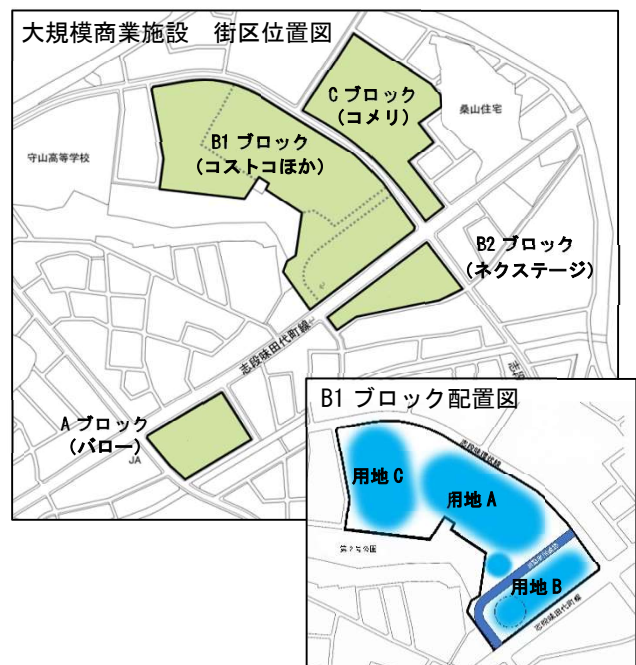 大規模商業施設 街区位置図
C ブロック
(コメリ)
桑山住宅
守山高等学校
B1 ブロック
(コストコほか)
B2 ブロック
(ネクステージ)
志段味田代町線
A ブロック
(バロー)
JA
B1 ブロック配置図
用地 C
用地 A
用地 B
志段味田代町線